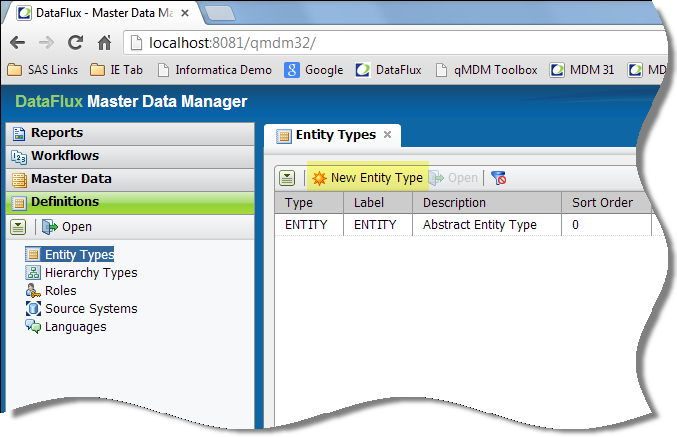 DataFlux - Master Data Ma
localhost:8081/qmdm32/
SAS Links IE Tab Informatica Demo Google DataFlux qMDM Toolbox MDM 31 MD
DataFlux Master Data Manager
Reports
Workflows
Master Data
Definitions
Open
Entity Types
Hierarchy Types
Roles
Source Systems
Languages
Entity Types
New Entity Type Open
Type Label Description Sort Order
ENTITY ENTITY Abstract Entity Type 0